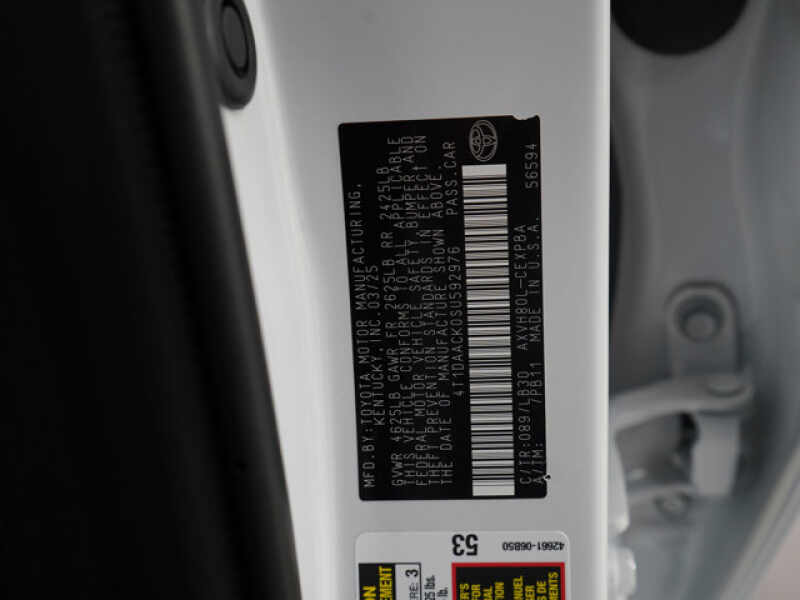 MFD.BY:TOYOTA MOTOR MANUFACTURING,
KENTUCKY,INC.03/25
GVWR 4625LB GAWR FR 2625LB RR 2425LB
THIS VEHICLE CONFORMS TO ALL APPLICABLE
FEDERAL MOTOR VEHICLE SAFETY, BUMPER,AND
THEFT PREVENTION STANDARDS IN EFFECT ON
THE DATE OF MANUFACTURE SHOWN ABOVE.
4T1DAACK0SU592976 PASS.CAR
C/TR:089/LB30 AXVH80L-CEXPBA 56594
A/TM: 7PB11 MADE IN U.S.A.
53
42661-06B50